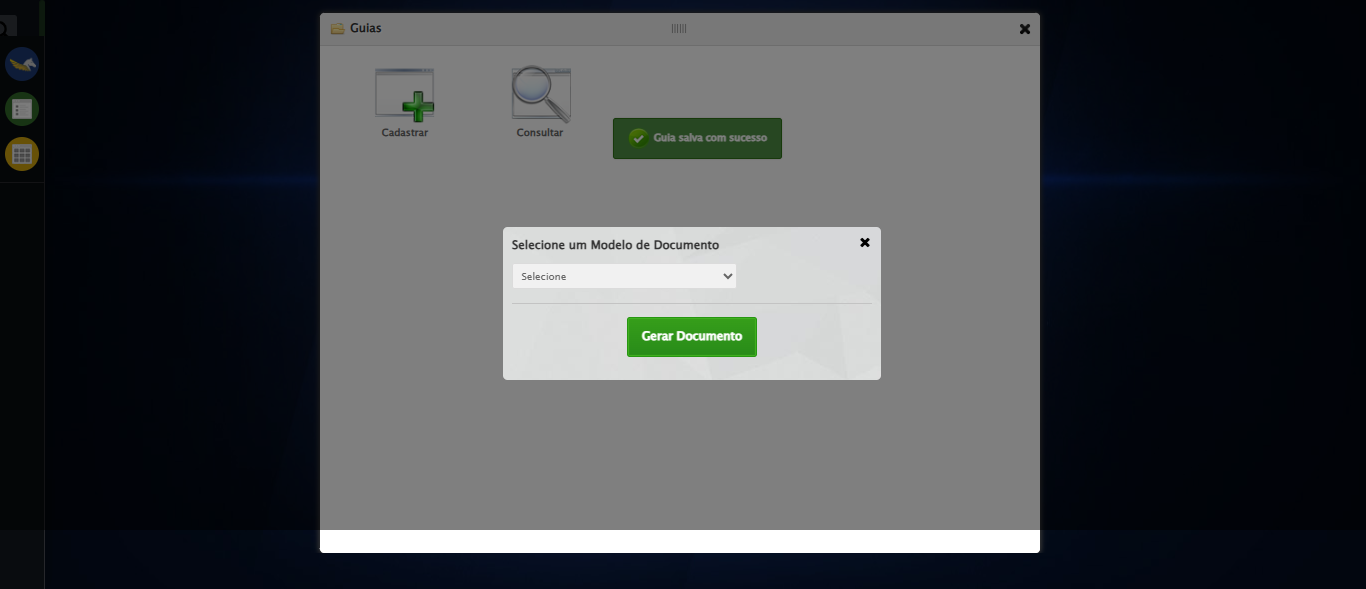 Guias
Cadastrar
Consultar
Guia salva com sucesso
Selecione um Modelo de Documento
Selecione
Gerar Documento